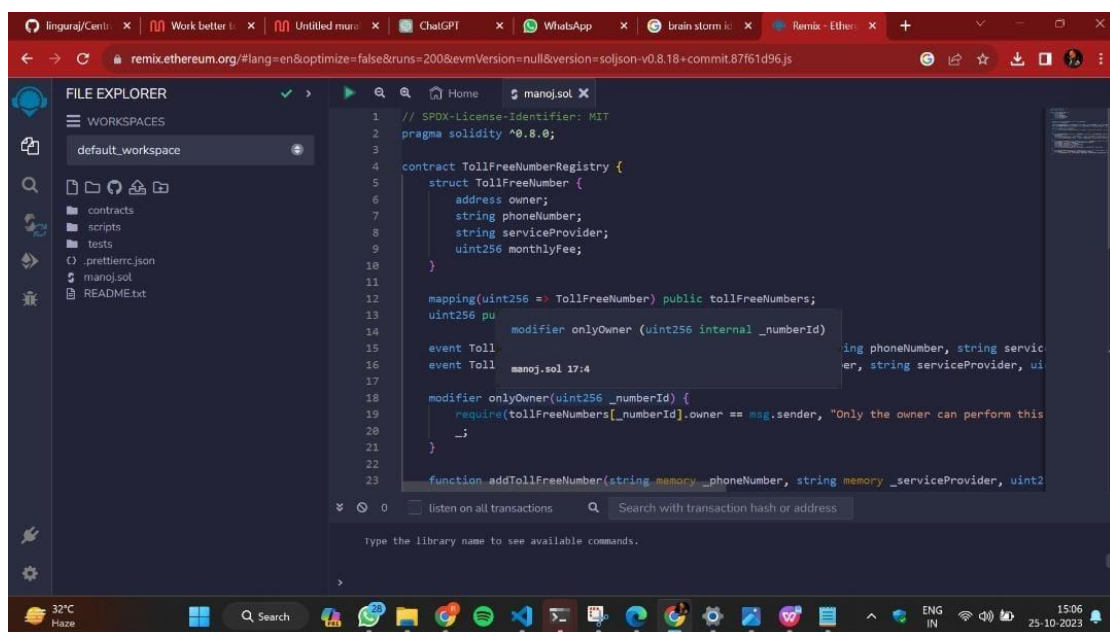 linguraj/Centr
Work better t
Untitled mura
ChatGPT
WhatsApp
brain storm id
Remix - Ether
remix.ethereum.org/#lang=en&optimize=false&runs=200&evmVersion=null&version=soljson-v0.8.18+commit.87f61d96.js
FILE EXPLORER
WORKSPACES
default_workspace
contracts
scripts
tests
.prettierrc.json
manoj.sol
README.txt
Home
manoj.sol
1 // SPDX-License-Identifier: MIT
2 pragma solidity ^0.8.0;
3
4 contract TollFreeNumberRegistry {
5 struct TollFreeNumber {
6 address owner;
7 string phoneNumber;
8 string serviceProvider;
9 uint256 monthlyFee;
10 }
11
12 mapping(uint256 => TollFreeNumber) public tollFreeNumbers;
13 uint256 pu
14
modifier onlyOwner (uint256 internal _numberId)
15 event Toll ing phoneNumber, string servic
16 event Toll er, string serviceProvider, ui
manoj.sol 17:4
17
18 modifier onlyOwner(uint256 _numberId) {
19 require(tollFreeNumbers[_numberId].owner == msg.sender, "Only the owner can perform this
20 _;
21 }
22
23 function addTollFreeNumber(string memory _phoneNumber, string memory _serviceProvider, uint2
0
listen on all transactions
Search with transaction hash or address
Type the library name to see available commands.
>
32°C
Haze
Search
28
ENG
IN
15:06
25-10-2023